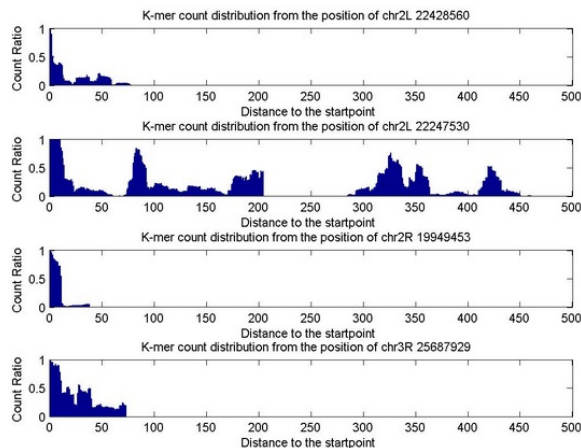 K-mer count distribution from the position of chr2L 22428560
1
0.5
0
Count Ratio
0 50 100 150 200 250 300 350 400 450 500
Distance to the startpoint
K-mer count distribution from the position of chr2L 22247530
1
0.5
0
Count Ratio
0 50 100 150 200 250 300 350 400 450 500
Distance to the startpoint
K-mer count distribution from the position of chr2R 19949453
1
0.5
0
Count Ratio
0 50 100 150 200 250 300 350 400 450 500
Distance to the startpoint
K-mer count distribution from the position of chr3R 25687929
1
0.5
0
Count Ratio
0 50 100 150 200 250 300 350 400 450 500
Distance to the startpoint